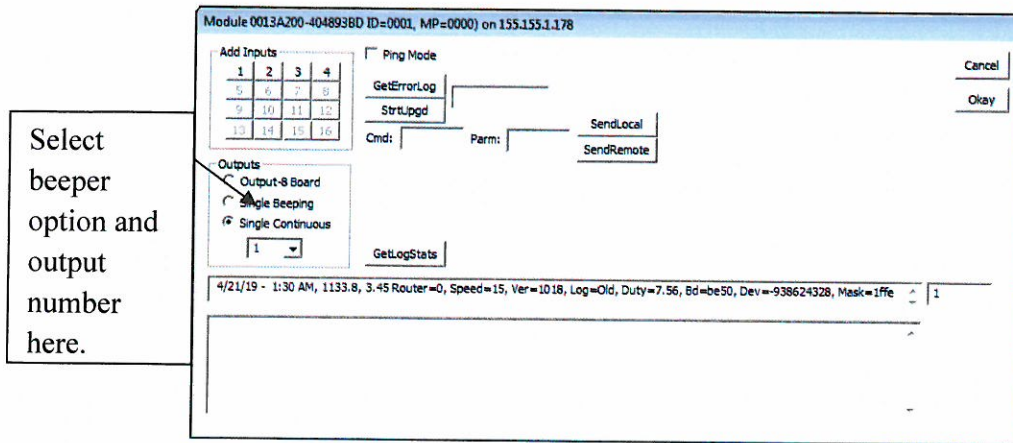 Module 0013A200-404893BD ID=0001, MP=0000) on 155.155.1.178
Add Inputs
1 2 3 4
5 6 7 8
9 10 11 12
13 14 15 16
Ping Mode
GetErrorLog
StrtUpgd
Cmd: Parm:
SendLocal
SendRemote
Cancel
Okay
Select
beeper
option and
output
number
here.
Outputs
Output-8 Board
Single Beeping
Single Continuous
1
GetLogStats
4/21/19 - 1:30 AM, 1133.8, 3.45 Router=0, Speed=15, Ver=1018, Log=Old, Duty=7.56, Bd=be50, Dev=-938624328, Mask=1ffe
1